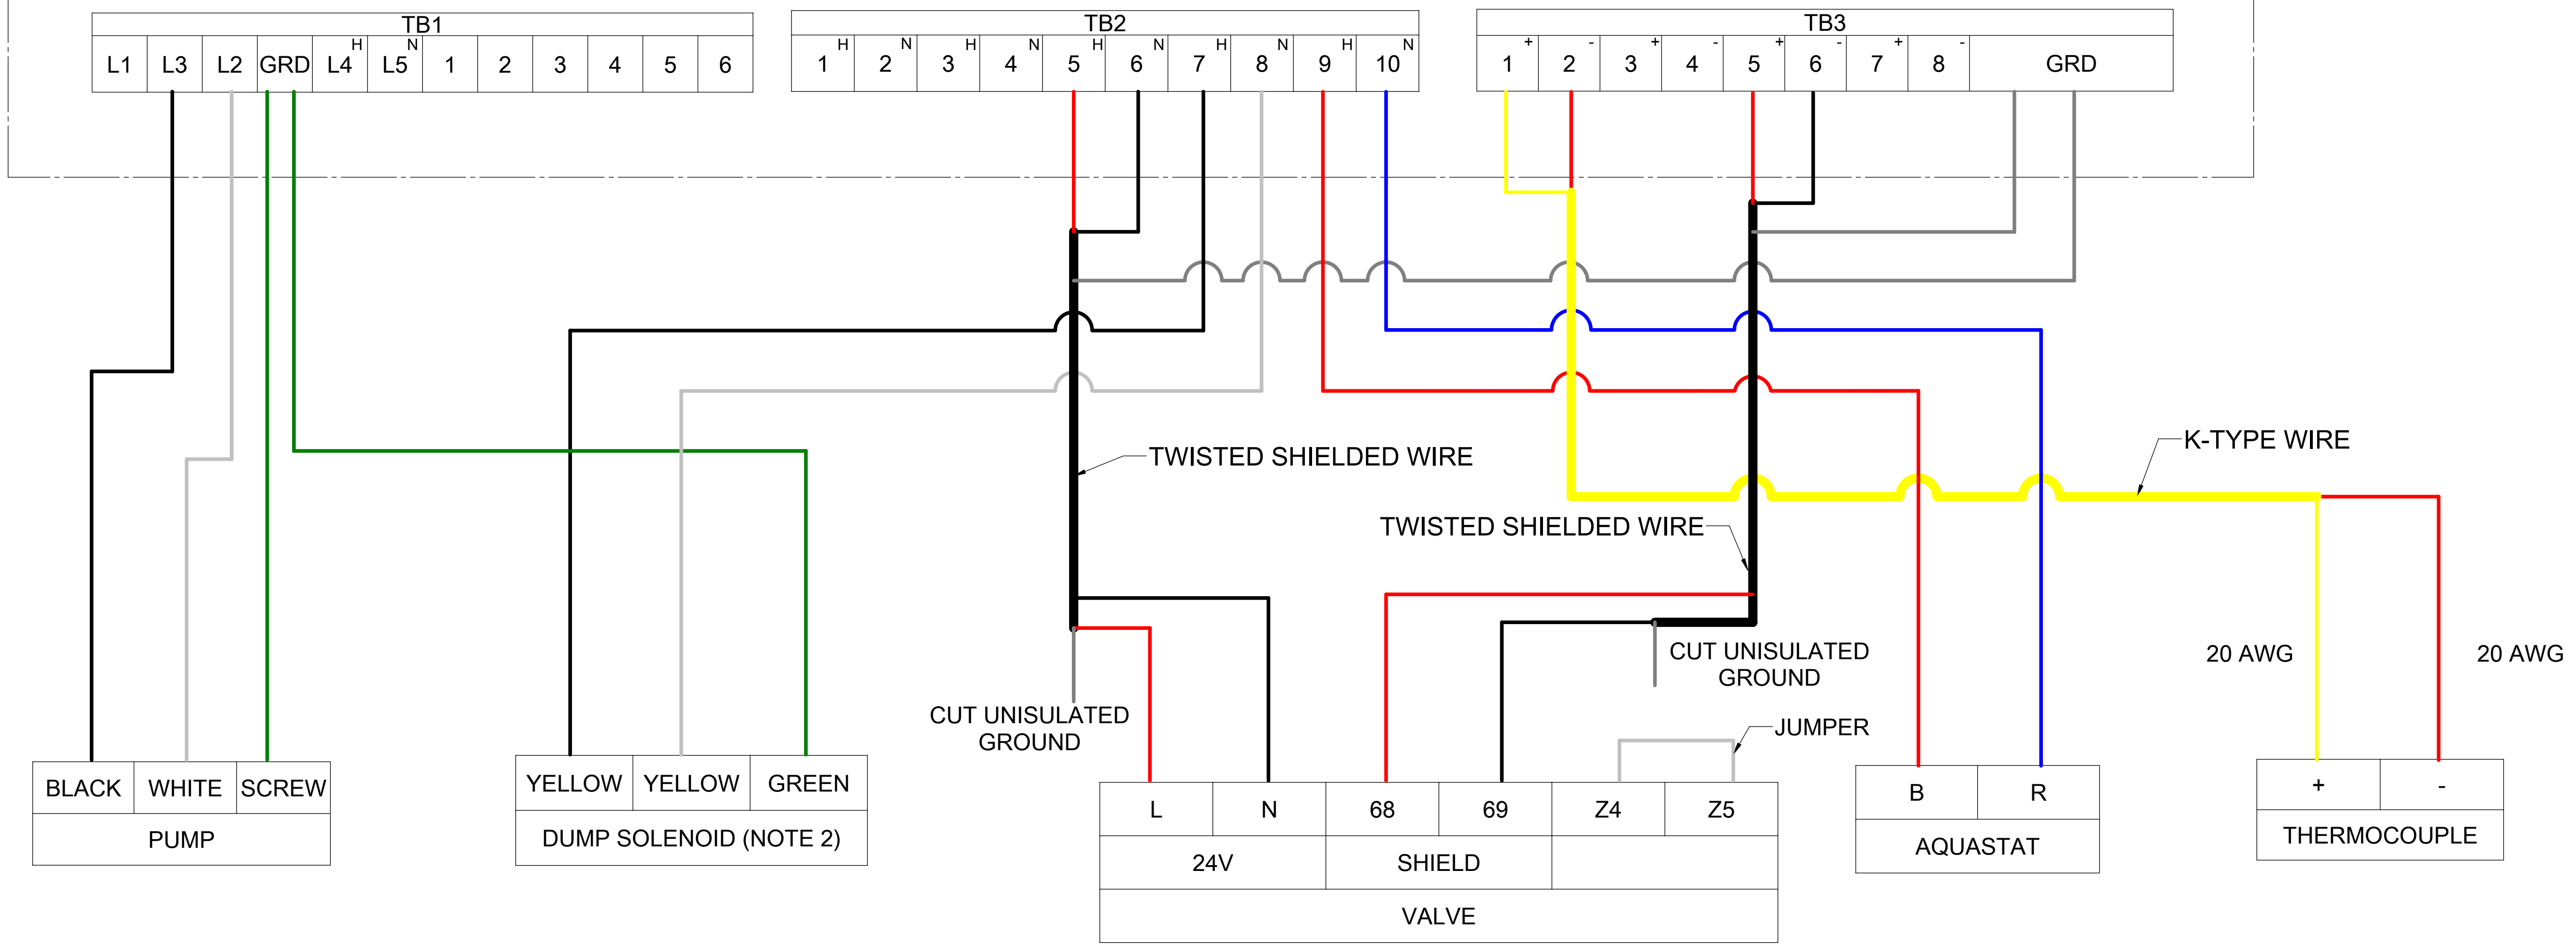 TB1
L1 L3 L2 GRD L4 H L5 N 1 2 3 4 5 6
TB2
1 H 2 N 3 H 4 N 5 H 6 N 7 H 8 N 9 H 10 N
TB3
1 + 2 - 3 + 4 - 5 + 6 - 7 + 8 - GRD
TWISTED SHIELDED WIRE
K-TYPE WIRE
TWISTED SHIELDED WIRE
20 AWG
20 AWG
CUT UNISULATED
GROUND
CUT UNISULATED
GROUND
JUMPER
BLACK WHITE SCREW
PUMP
YELLOW YELLOW GREEN
DUMP SOLENOID (NOTE 2)
L N 68 69 Z4 Z5
24V SHIELD
VALVE
B R
AQUASTAT
+ -
THERMOCOUPLE